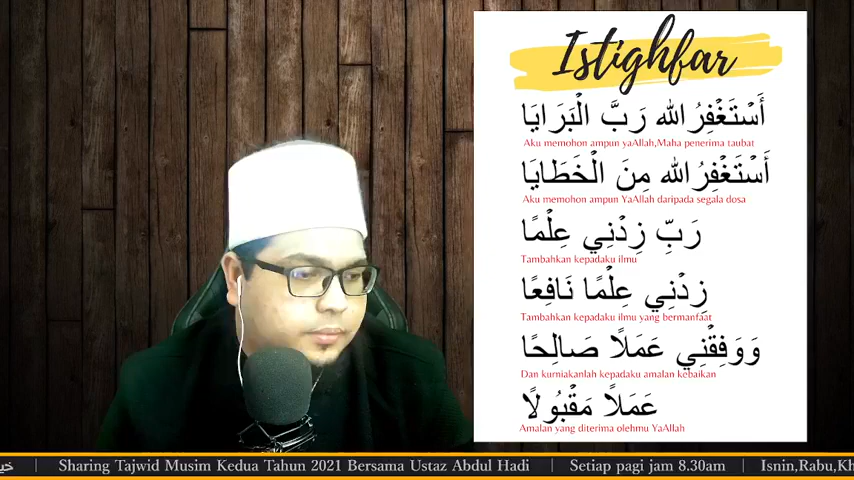 Istighfar
أَسْتَغْفِرُ الله رَبَّ الْبَرَايَا
Aku memohon ampun yaAllah,Maha penerima taubat
أَسْتَغْفِرُ الله مِنَ الْخَطَايَا
Aku memohon ampun YaAllah daripada segala dosa
رَبِّ زِدْنِي عِلْمًا
Tambahkan kepadaku ilmu
زِدْنِي عِلْمًا نَافِعًا
Tambahkan kepadaku ilmu yang bermanfaat
وَوَفِقْنِي عَمَلًا صَالِحًا
Dan kurniakanlah kepadaku amalan kebaikan
عَمَلًا مَقْبُولًا
Amalan yang diterima olehmu YaAllah
| Sharing Tajwid Musim Kedua Tahun 2021 Bersama Ustaz Abdul Hadi | Setiap pagi jam 8.30am | Isnin,Rabu,Kh